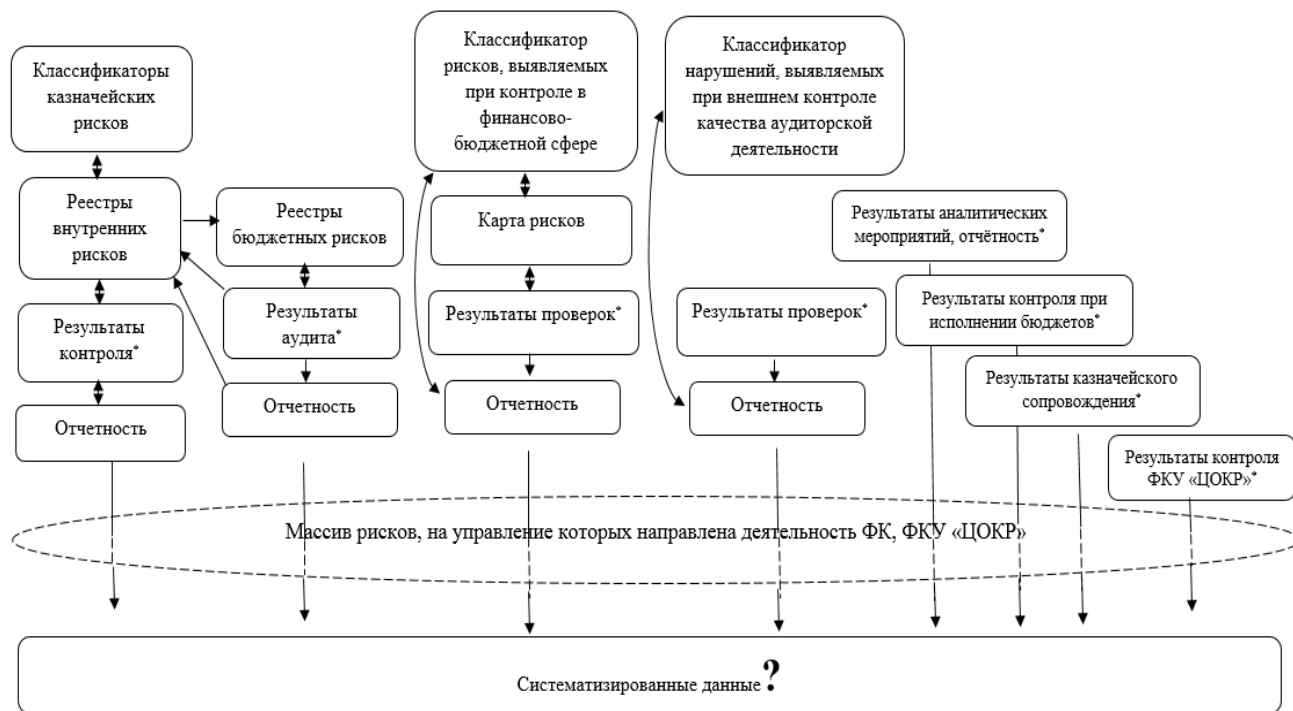 Классификаторы
казначейских
рисков
Реестры
внутренних
рисков
Результаты
контроля*
Отчетность
Реестры
бюджетных рисков
Результаты
аудита*
Отчетность
Классификатор
рисков, выявляемых
при контроле в
финансово-
бюджетной сфере
Карта рисков
Результаты проверок*
Отчетность
Классификатор
нарушений, выявляемых
при внешнем контроле
качества аудиторской
деятельности
Результаты проверок*
Отчетность
Результаты аналитических
мероприятий, отчётность*
Результаты контроля при
исполнении бюджетов*
Результаты казначейского
сопровождения*
Результаты контроля
ФКУ «ЦОКР»*
Массив рисков, на управление которых направлена деятельность ФК, ФКУ «ЦОКР»
Систематизированные данные ?